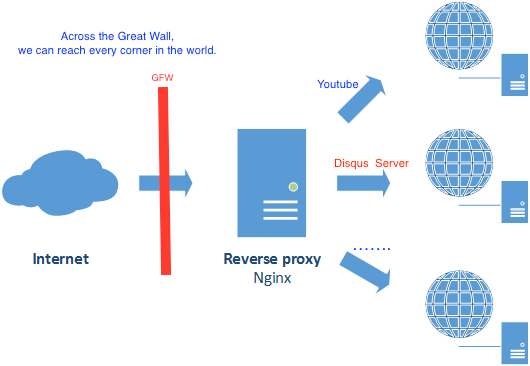 Across the Great Wall,
we can reach every corner in the world.
GFW
Youtube
Disqus Server
.......
Internet
Reverse proxy
Nginx